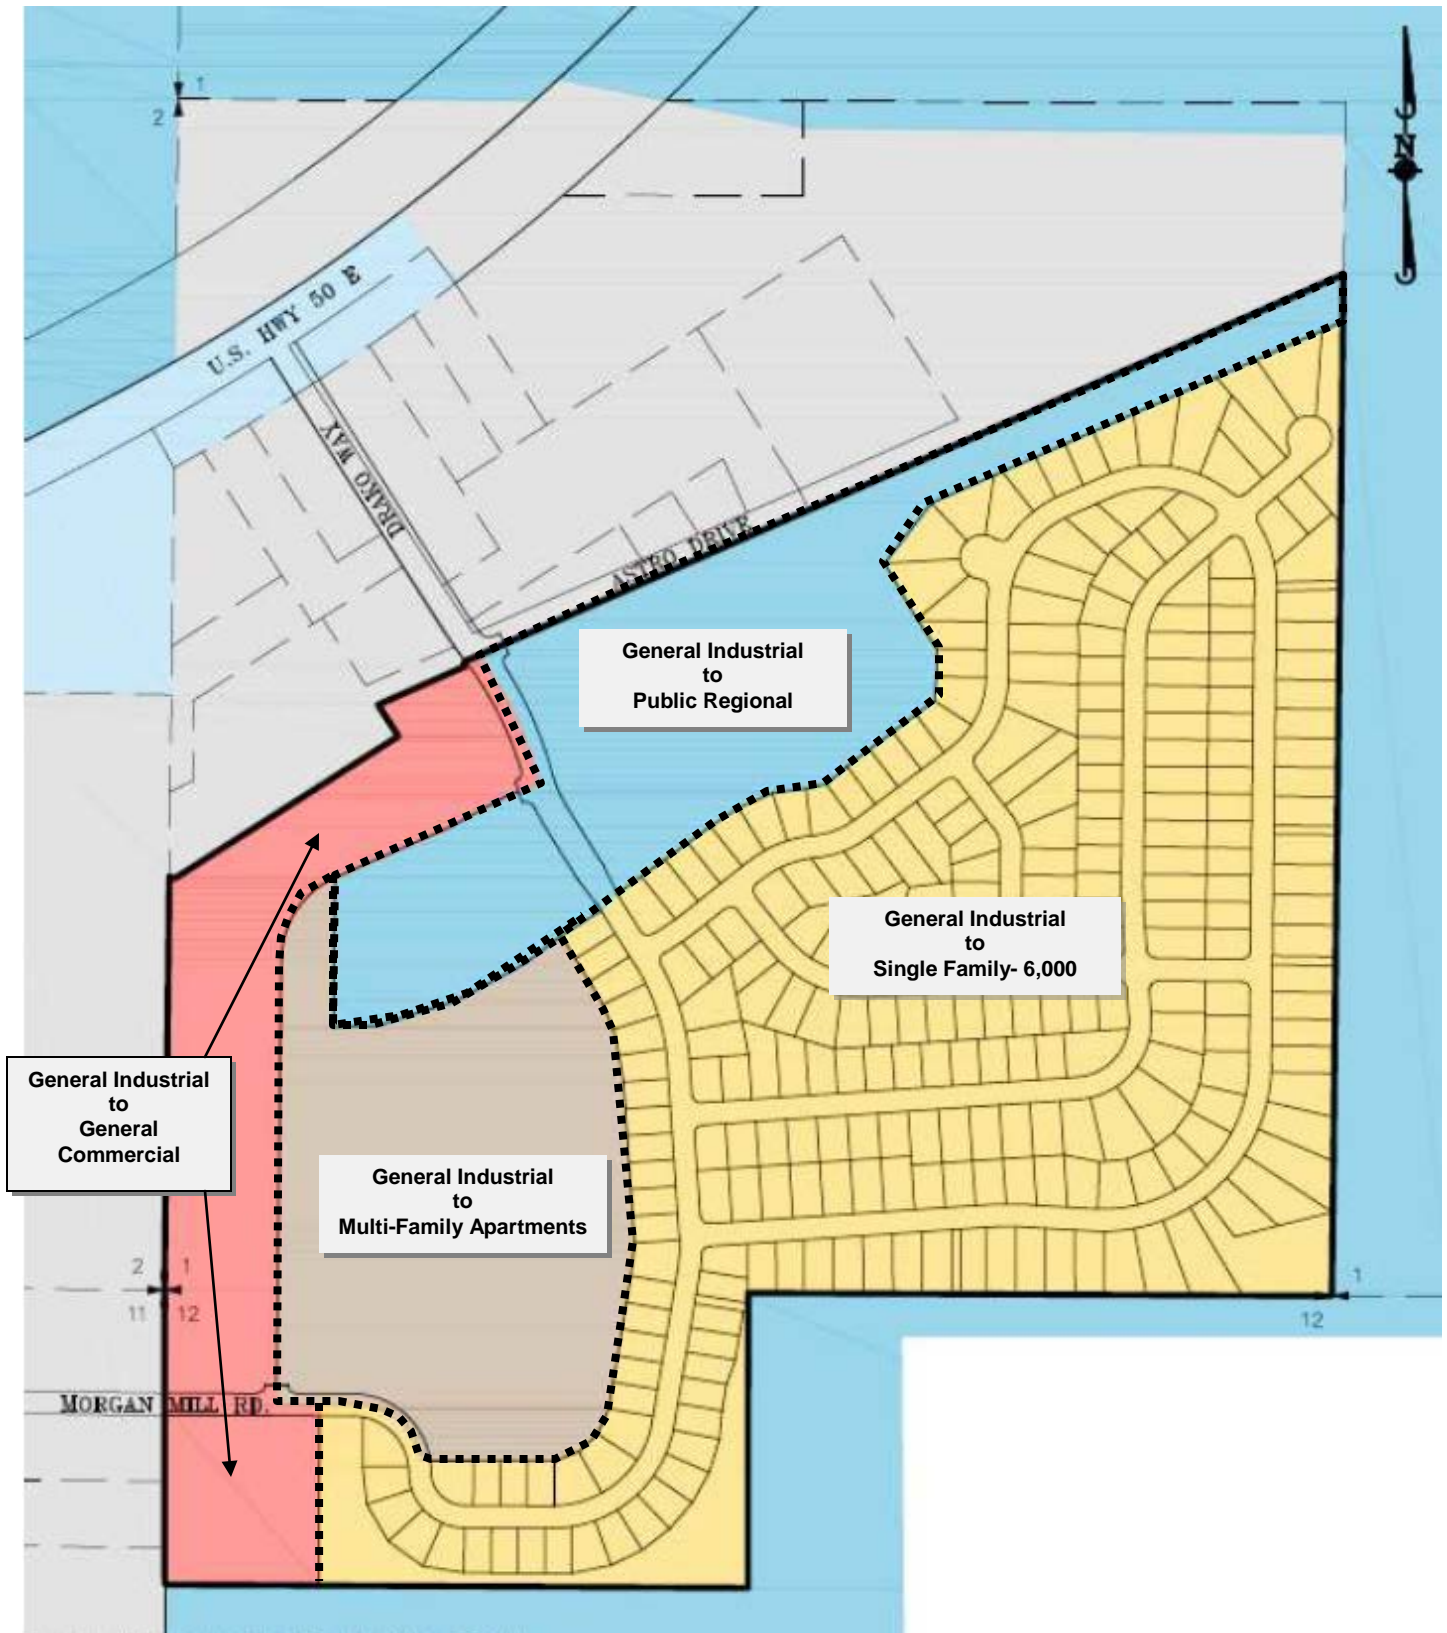 1
2
N
U.S. HWY 50 E
DRAKO WAY
ASTRO DRIVE
General Industrial
to
Public Regional
General Industrial
to
Single Family- 6,000
General Industrial
to
General
Commercial
General Industrial
to
Multi-Family Apartments
2
1
11
12
1
12
MORGAN MILL RD.